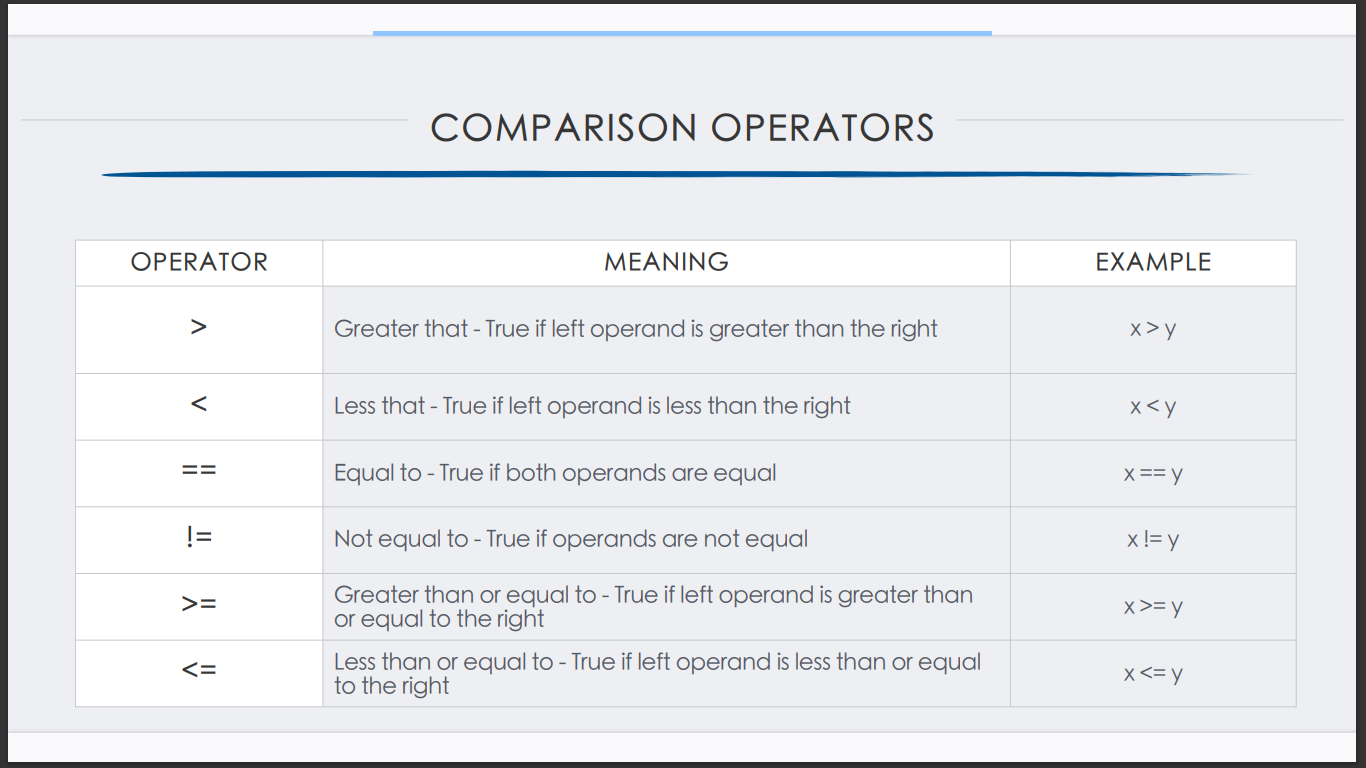 COMPARISON OPERATORS
OPERATOR MEANING EXAMPLE
> Greater that - True if left operand is greater than the right x > y
< Less that - True if left operand is less than the right x < y
== Equal to - True if both operands are equal x == y
!= Not equal to - True if operands are not equal x != y
>= Greater than or equal to - True if left operand is greater than
or equal to the right x >= y
<= Less than or equal to - True if left operand is less than or equal
to the right x <= y